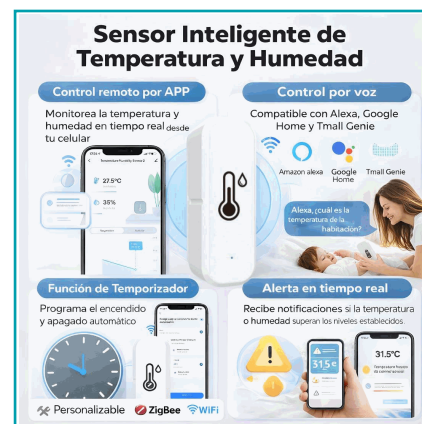 Sensor Inteligente de
Temperatura y Humedad
Control remoto por APP
Monitorea la temperatura y
humedad en tiempo real desde
tu celular
27.5°C
35%
Control por voz
Compatible con Alexa, Google
Home y Tmall Genie
Amazon alexa
Google
Home
Tmall Genie
Alexa, ¿cuál es la
temperatura de la
habitación?
Función de Temporizador
Programa el encendido
y apagado automàtico
Alerta en tiempo real
Recibe notificaciones si la temperatura
o humedad superan los niveles establecidos.
31.5°C
Personalizable
ZigBee
WiFi